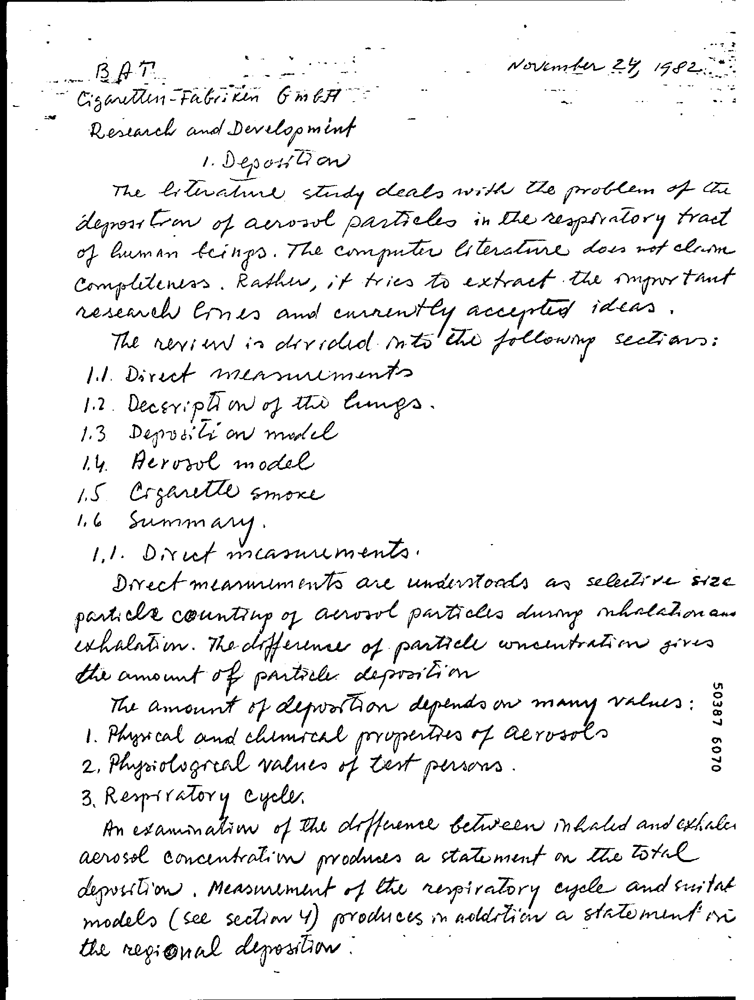 BAT November 24, 1982
Cigaretten-Fabriken GmbH
Research and Development
1. Deposition
The literature study deals with the problem of the
deposition of aerosol particles in the respiratory tract
of human beings. The computer literature does not claim
completeness. Rather, it tries to extract the important
research lines and currently accepted ideas.
The review is divided into the following sections:
1.1. Direct measurements
1.2. Description of the lungs.
1.3 Deposition model
1.4. Aerosol model
1.5 Cigarette smoke
1.6 Summary.
1.1. Direct measurements.
Direct measurements are understoods as selective size
particle counting of aerosol particles during inhalation and
exhalation. The difference of particle concentration gives
the amount of particle deposition
The amount of deposition depends on many values:
1. Physical and chemical properties of aerosols
2. Physiological values of test persons.
3. Respiratory cycle.
An examination of the difference between inhaled and exhale
aerosol concentration produces a statement on the total
deposition. Measurement of the respiratory cycle and suitat
models (see section 4) produces in addition a statement on
the regional deposition.
50387 6070